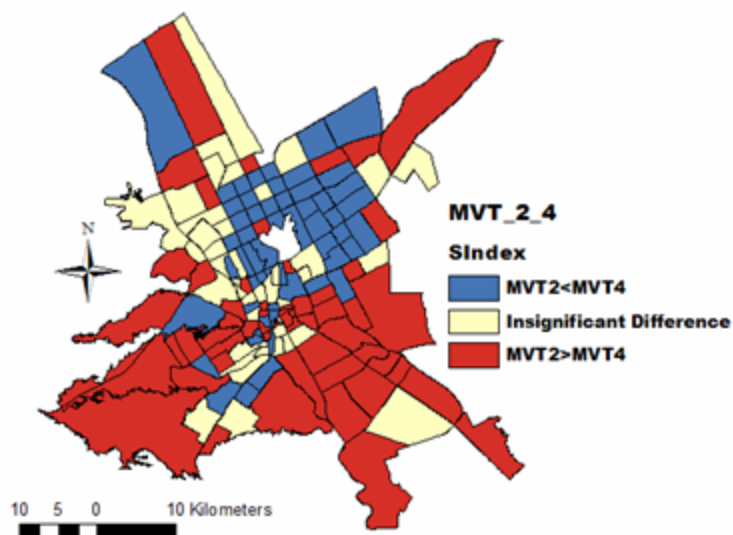 N
MVT_2_4
SIndex
MVT2<MVT4
Insignificant Difference
MVT2>MVT4
10 5 0 10 Kilometers